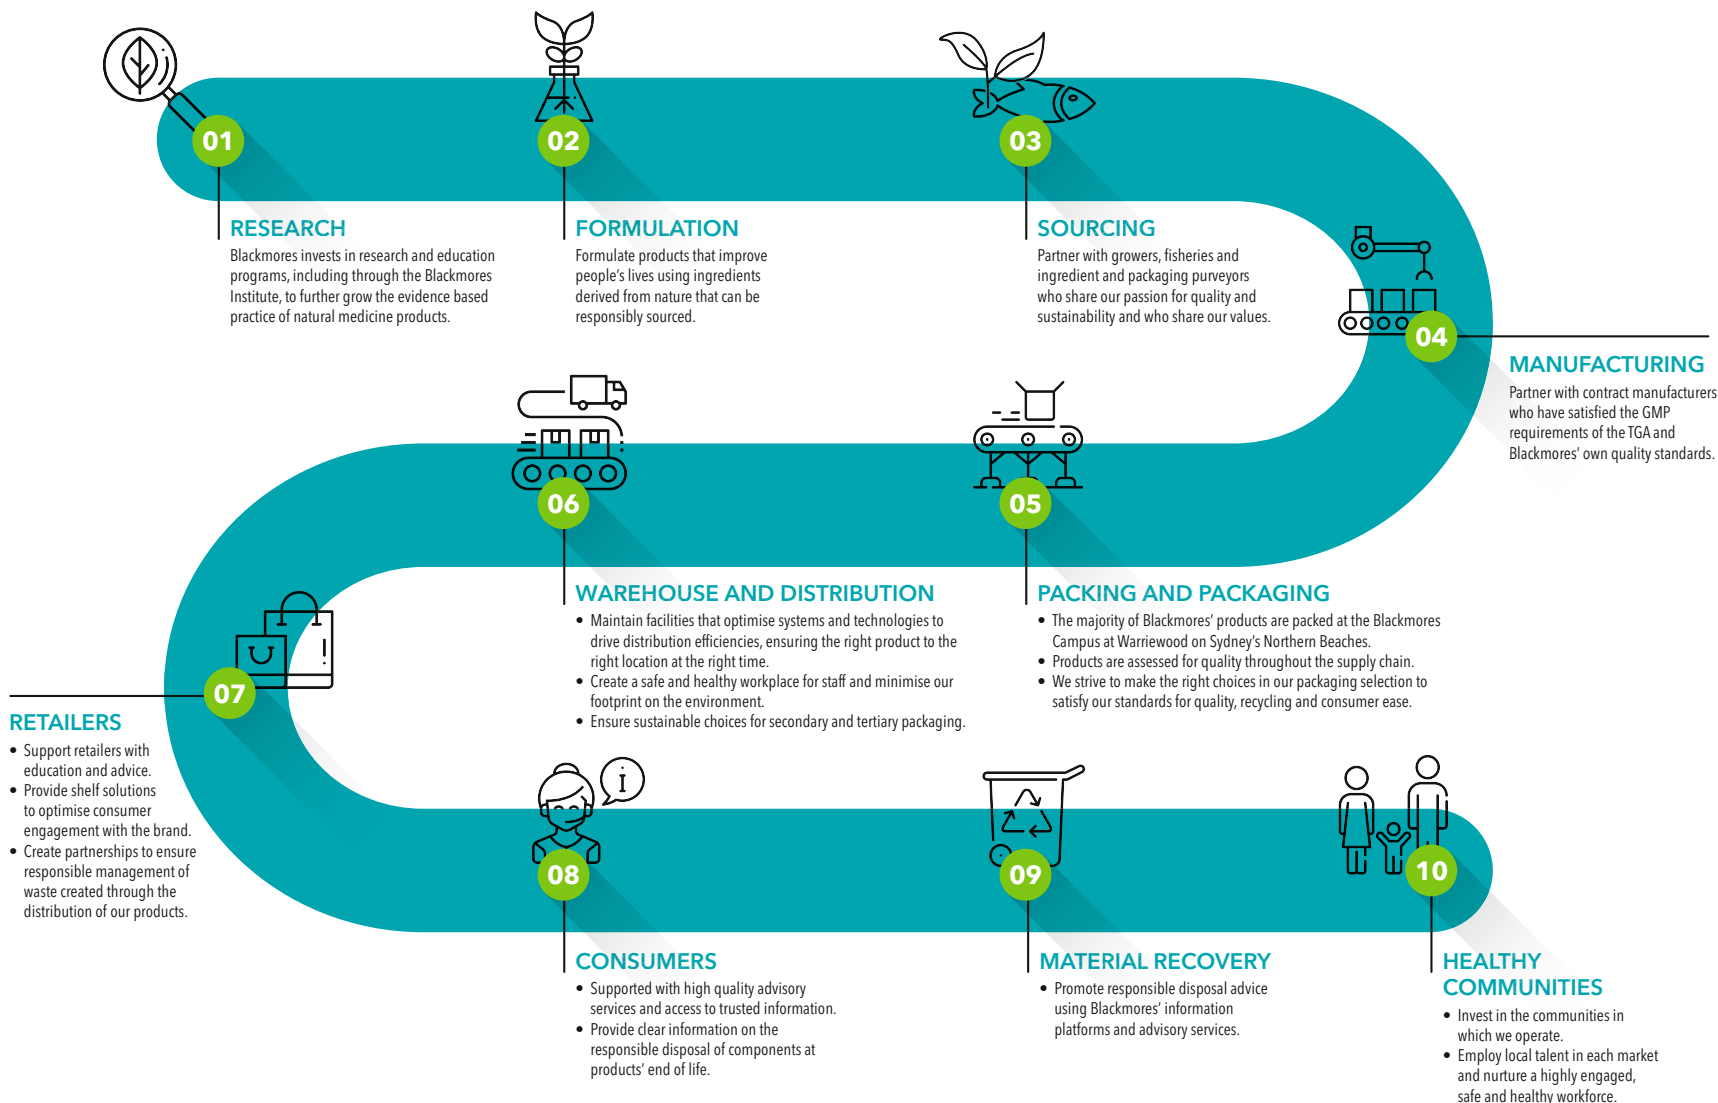 01
RESEARCH
Blackmores invests in research and education
programs, including through the Blackmores
Institute, to further grow the evidence based
practice of natural medicine products.
02
FORMULATION
Formulate products that improve
people’s lives using ingredients
derived from nature that can be
responsibly sourced.
03
SOURCING
Partner with growers, fisheries and
ingredient and packaging purveyors
who share our passion for quality and
sustainability and who share our values.
04
MANUFACTURING
Partner with contract manufacturers
who have satisfied the GMP
requirements of the TGA and
Blackmores’ own quality standards.
05
PACKING AND PACKAGING
• The majority of Blackmores’ products are packed at the Blackmores
Campus at Warriewood on Sydney’s Northern Beaches.
• Products are assessed for quality throughout the supply chain.
• We strive to make the right choices in our packaging selection to
satisfy our standards for quality, recycling and consumer ease.
06
WAREHOUSE AND DISTRIBUTION
• Maintain facilities that optimise systems and technologies to
drive distribution efficiencies, ensuring the right product to the
right location at the right time.
• Create a safe and healthy workplace for staff and minimise our
footprint on the environment.
• Ensure sustainable choices for secondary and tertiary packaging.
07
RETAILERS
• Support retailers with
education and advice.
• Provide shelf solutions
to optimise consumer
engagement with the brand.
• Create partnerships to ensure
responsible management of
waste created through the
distribution of our products.
08
CONSUMERS
• Supported with high quality advisory
services and access to trusted information.
• Provide clear information on the
responsible disposal of components at
products’ end of life.
09
MATERIAL RECOVERY
• Promote responsible disposal advice
using Blackmores’ information
platforms and advisory services.
10
HEALTHY
COMMUNITIES
• Invest in the communities in
which we operate.
• Employ local talent in each market
and nurture a highly engaged,
safe and healthy workforce.